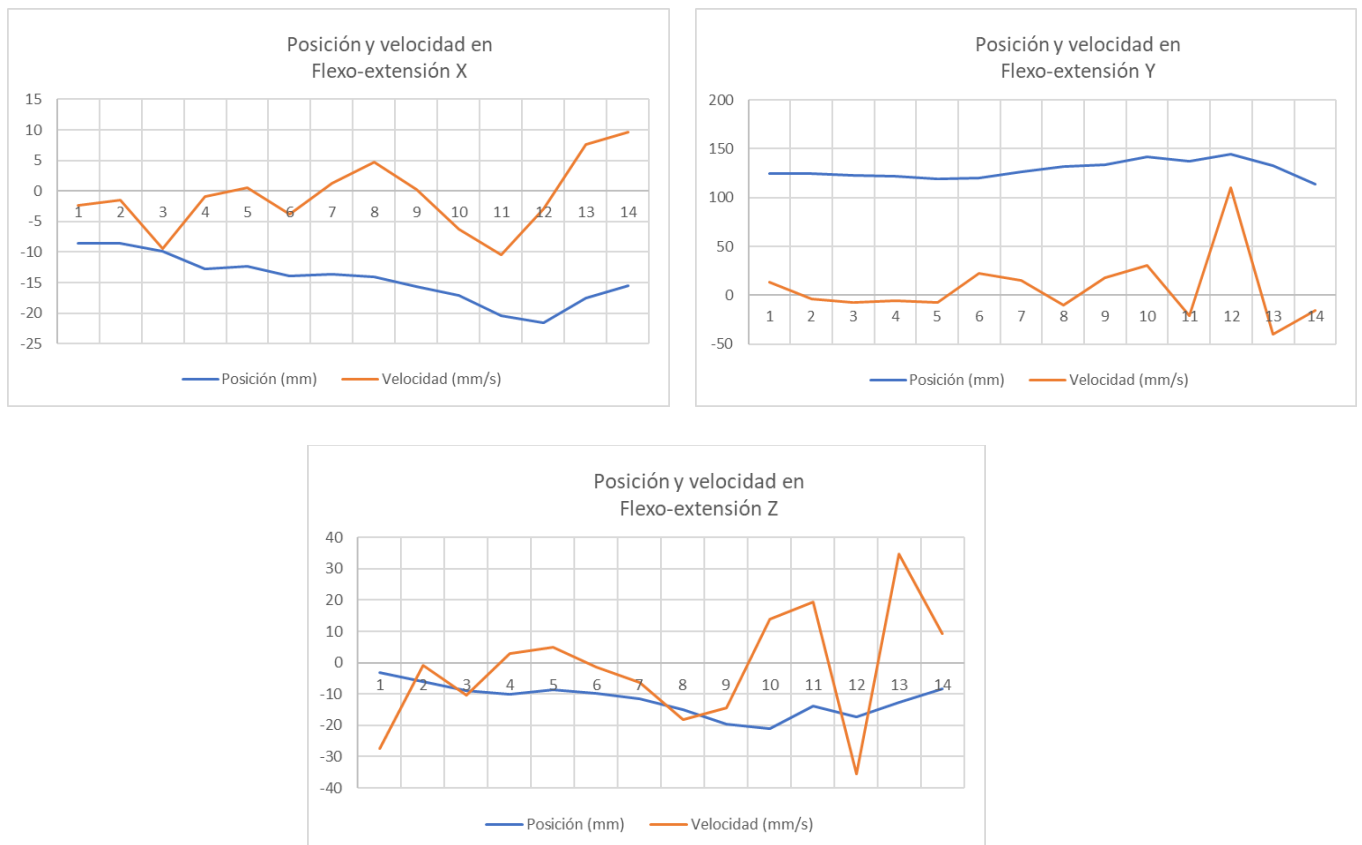 Posición y velocidad en
Flexo-extensión X
15
10
5
0
-5
-10
-15
-20
-25
1 2 3 4 5 6 7 8 9 10 11 12 13 14
Posición (mm) Velocidad (mm/s)
Posición y velocidad en
Flexo-extensión Y
200
150
100
50
0
-50
1 2 3 4 5 6 7 8 9 10 11 12 13 14
Posición (mm) Velocidad (mm/s)
Posición y velocidad en
Flexo-extensión Z
40
30
20
10
0
-10
-20
-30
-40
1 2 3 4 5 6 7 8 9 10 11 12 13 14
Posición (mm) Velocidad (mm/s)